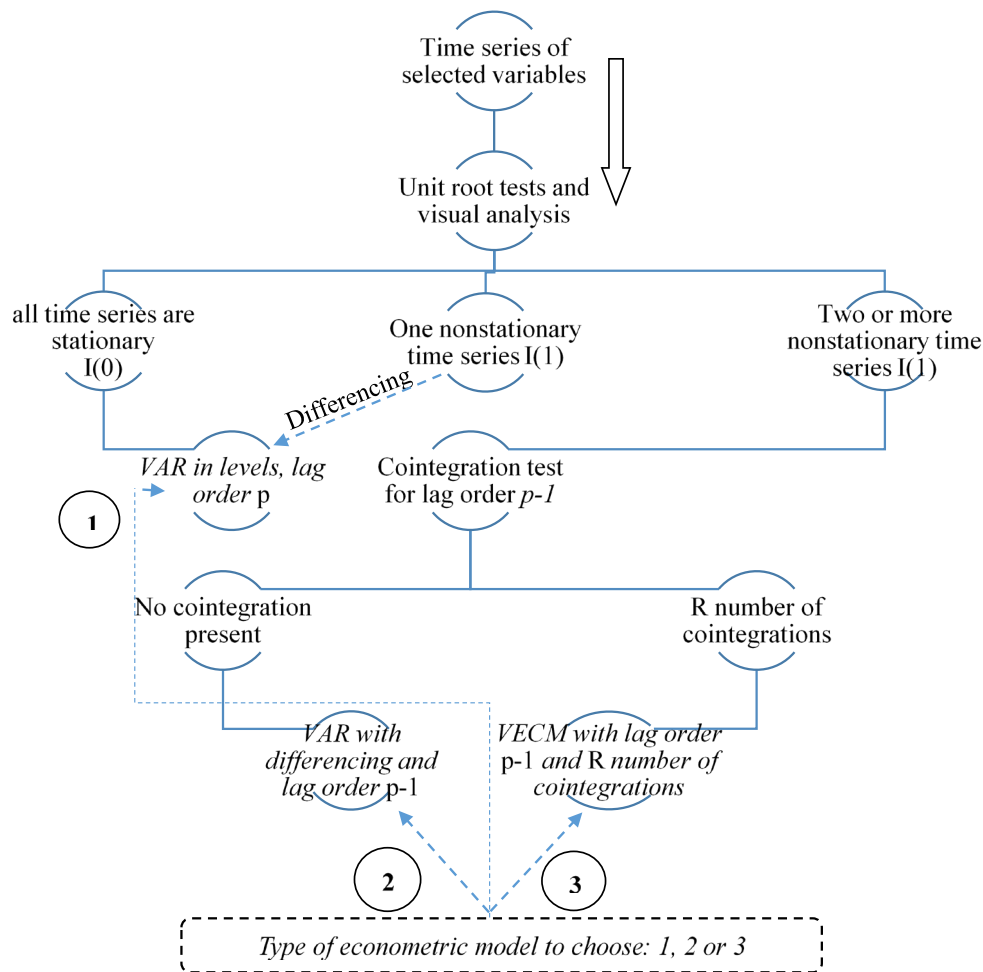 Time series of
selected variables
Unit root tests and
visual analysis
all time series are
stationary
I(0)
One nonstationary
time series I(1)
Two or more
nonstationary time
series I(1)
Differencing
VAR in levels, lag
order p
Cointegration test
for lag order p-1
1
No cointegration
present
R number of
cointegrations
VAR with
differencing and
lag order p-1
VECM with lag order
p-1 and R number of
cointegrations
2
3
Type of econometric model to choose: 1, 2 or 3